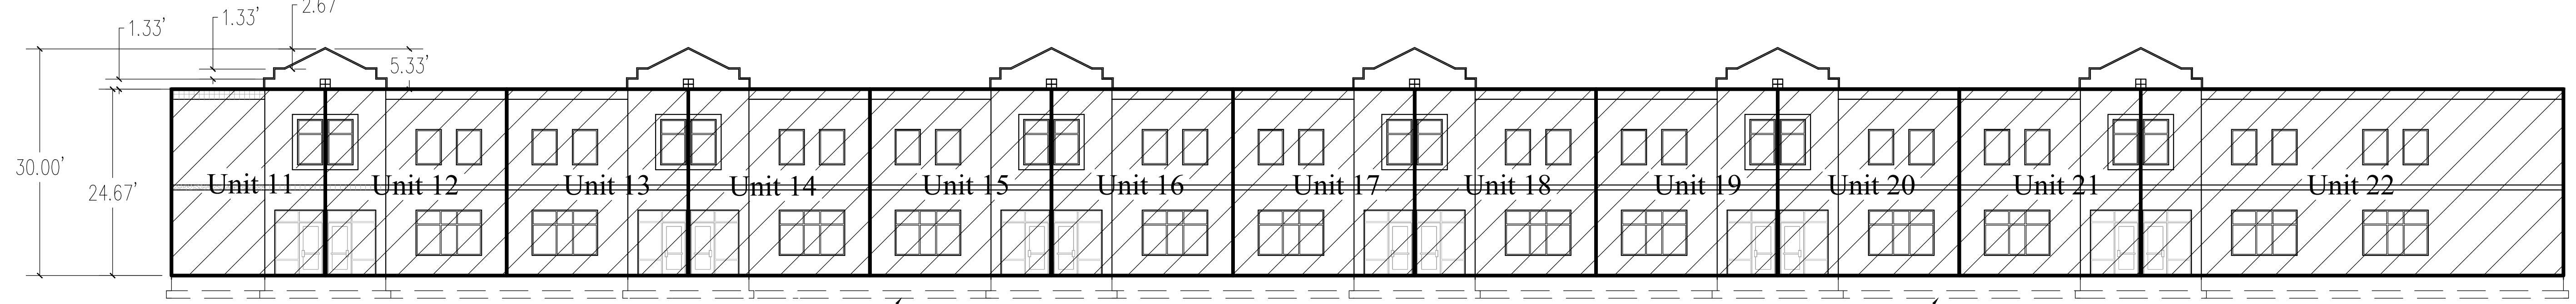 2.67'
1.33'
1.33'
5.33'
30.00'
24.67'
Unit 11
Unit 12
Unit 13
Unit 14
Unit 15
Unit 16
Unit 17
Unit 18
Unit 19
Unit 20
Unit 21
Unit 22